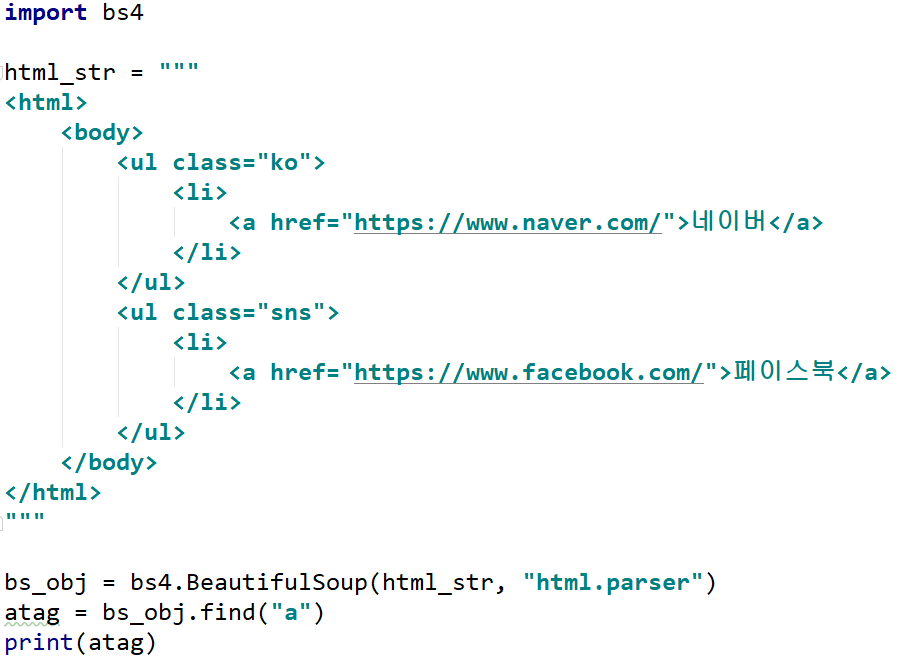 import bs4
html_str = """
<html>
    <body>
        <ul class="ko">
            <li>
                <a href="https://www.naver.com/">네이버</a>
            </li>
        </ul>
        <ul class="sns">
            <li>
                <a href="https://www.facebook.com/">페이스북</a>
            </li>
        </ul>
    </body>
</html>
"""
bs_obj = bs4.BeautifulSoup(html_str, "html.parser")
atag = bs_obj.find("a")
print(atag)